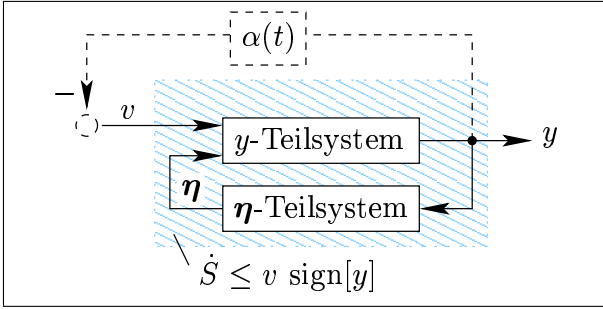 α(t)
−
v
y-Teilsystem
y
η
η-Teilsystem
Ṡ ≤ v sign[y]